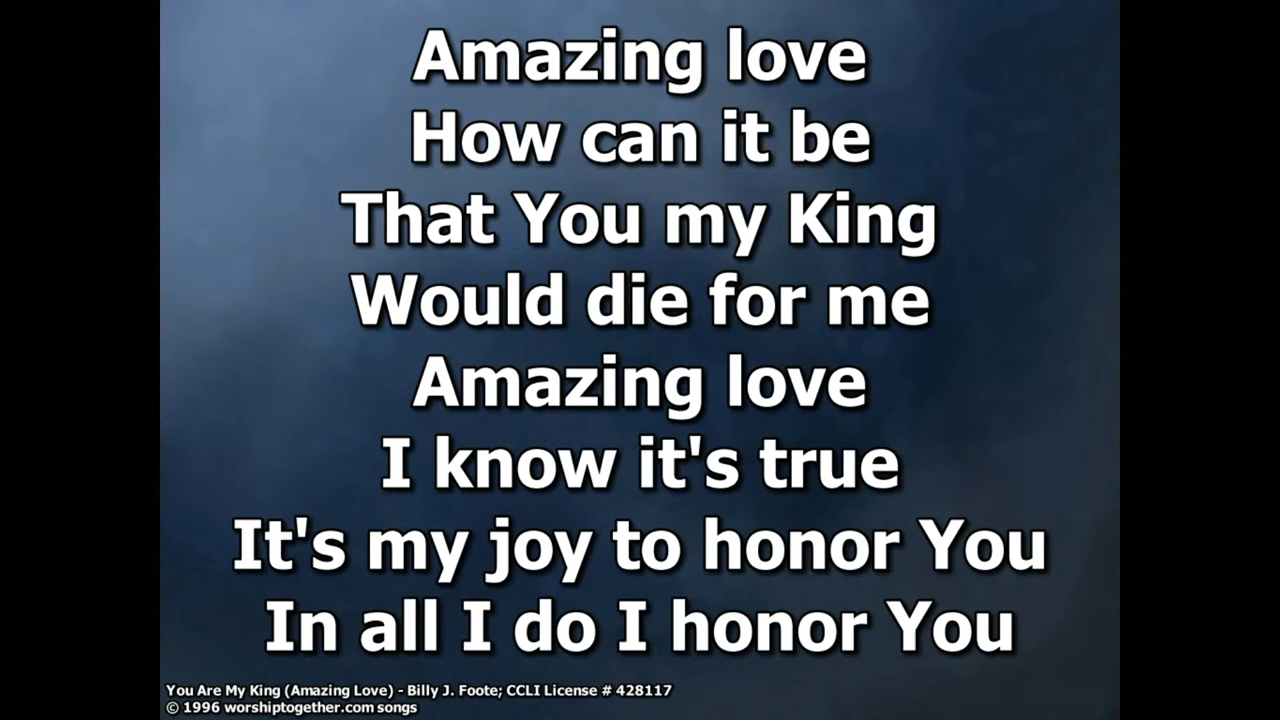 Amazing love
How can it be
That You my King
Would die for me
Amazing love
I know it's true
It's my joy to honor You
In all I do I honor You
You Are My King (Amazing Love) - Billy J. Foote; CCLI License # 428117
© 1996 worshiptogether.com songs